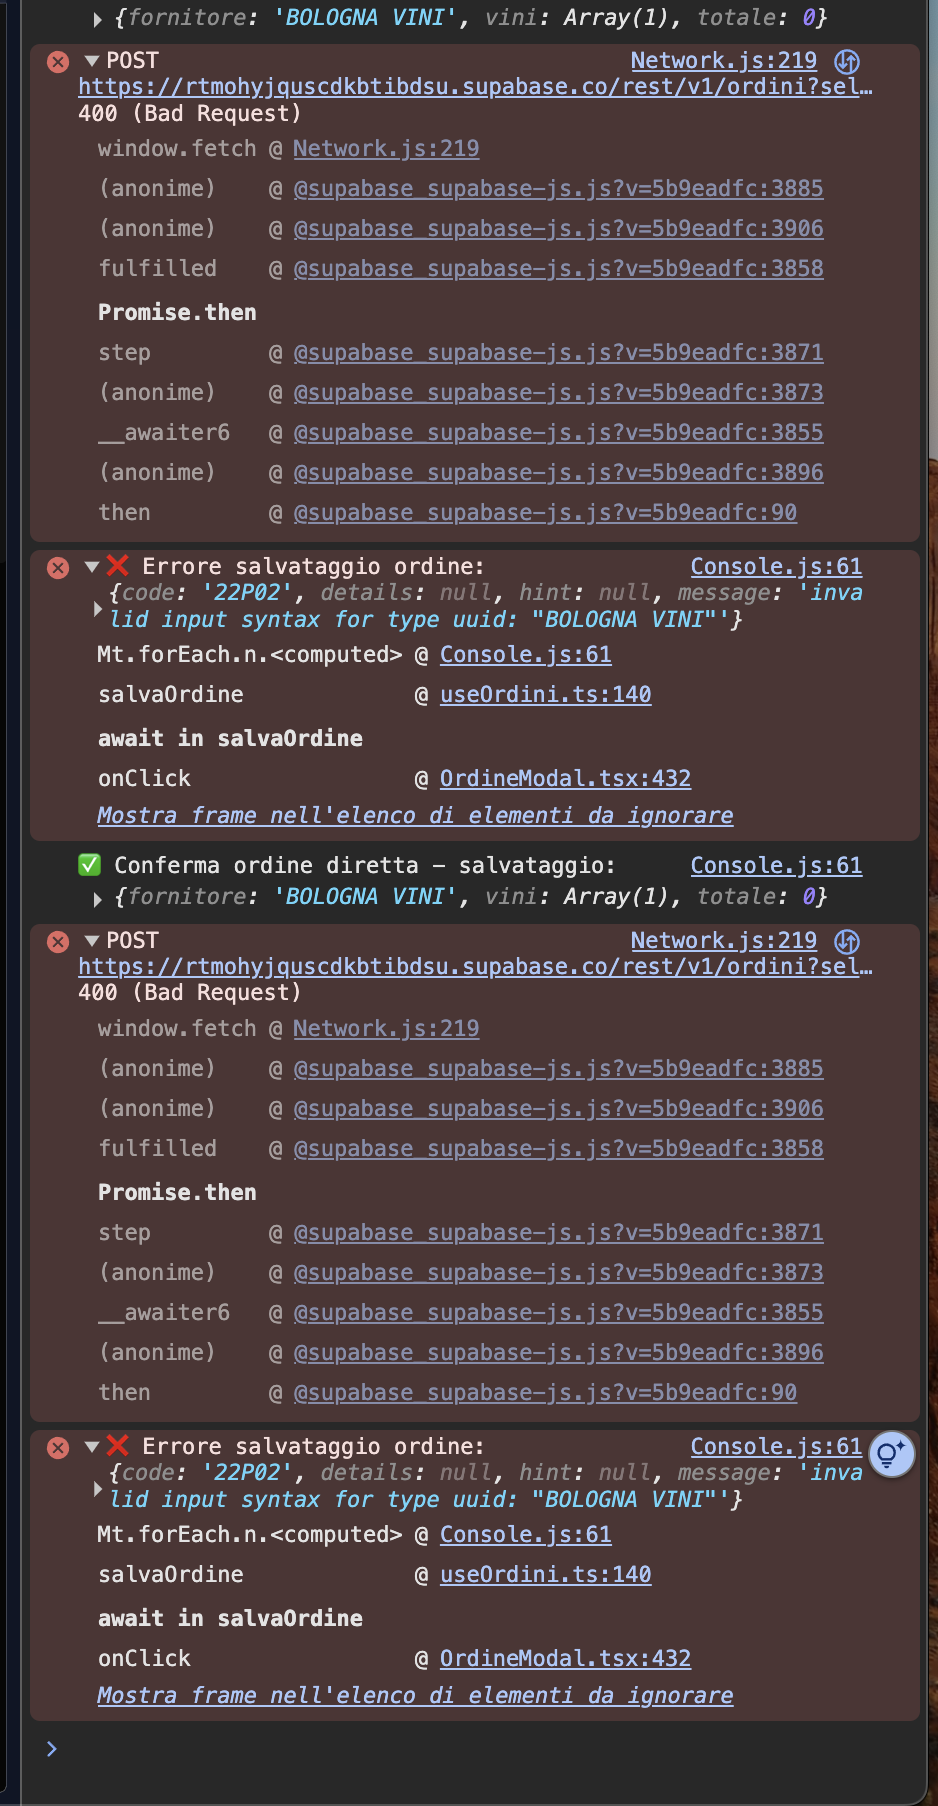 ▶ {fornitore: 'BOLOGNA VINI', vini: Array(1), totale: 0}
▼ POST Network.js:219
https://rtmohyjquscdkbtibdsu.supabase.co/rest/v1/ordini?sel…
400 (Bad Request)
window.fetch @ Network.js:219
(anonime) @ @supabase_supabase-js.js?v=5b9eadfc:3885
(anonime) @ @supabase_supabase-js.js?v=5b9eadfc:3906
fulfilled @ @supabase_supabase-js.js?v=5b9eadfc:3858
Promise.then
step @ @supabase_supabase-js.js?v=5b9eadfc:3871
(anonime) @ @supabase_supabase-js.js?v=5b9eadfc:3873
__awaiter6 @ @supabase_supabase-js.js?v=5b9eadfc:3855
(anonime) @ @supabase_supabase-js.js?v=5b9eadfc:3896
then @ @supabase_supabase-js.js?v=5b9eadfc:90
▼ ❌ Errore salvataggio ordine: Console.js:61
{code: '22P02', details: null, hint: null, message: 'inva
▶ lid input syntax for type uuid: "BOLOGNA VINI"'}
Mt.forEach.n.<computed> @ Console.js:61
salvaOrdine @ useOrdini.ts:140
await in salvaOrdine
onClick @ OrdineModal.tsx:432
Mostra frame nell'elenco di elementi da ignorare
✅ Conferma ordine diretta - salvataggio: Console.js:61
▶ {fornitore: 'BOLOGNA VINI', vini: Array(1), totale: 0}
▼ POST Network.js:219
https://rtmohyjquscdkbtibdsu.supabase.co/rest/v1/ordini?sel…
400 (Bad Request)
window.fetch @ Network.js:219
(anonime) @ @supabase_supabase-js.js?v=5b9eadfc:3885
(anonime) @ @supabase_supabase-js.js?v=5b9eadfc:3906
fulfilled @ @supabase_supabase-js.js?v=5b9eadfc:3858
Promise.then
step @ @supabase_supabase-js.js?v=5b9eadfc:3871
(anonime) @ @supabase_supabase-js.js?v=5b9eadfc:3873
__awaiter6 @ @supabase_supabase-js.js?v=5b9eadfc:3855
(anonime) @ @supabase_supabase-js.js?v=5b9eadfc:3896
then @ @supabase_supabase-js.js?v=5b9eadfc:90
▼ ❌ Errore salvataggio ordine: Console.js:61
{code: '22P02', details: null, hint: null, message: 'inva
▶ lid input syntax for type uuid: "BOLOGNA VINI"'}
Mt.forEach.n.<computed> @ Console.js:61
salvaOrdine @ useOrdini.ts:140
await in salvaOrdine
onClick @ OrdineModal.tsx:432
Mostra frame nell'elenco di elementi da ignorare